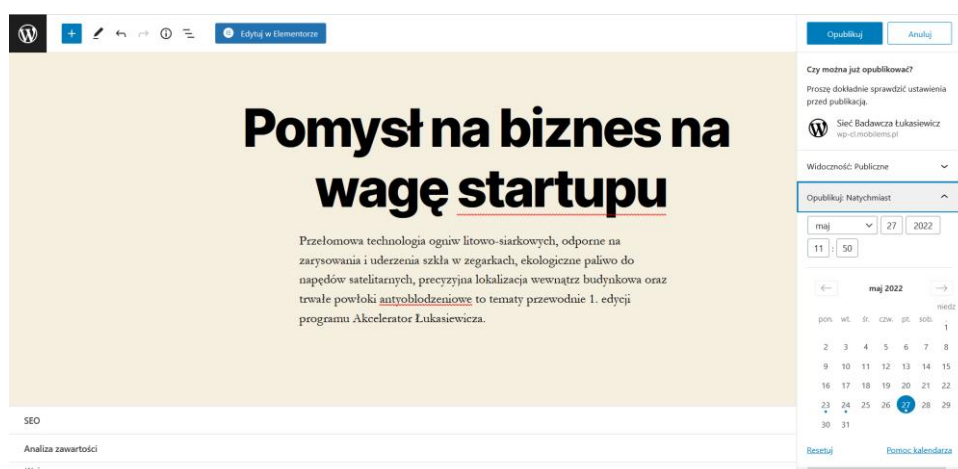 Edytuj w Elementorze
Opublikuj
Anuluj
Pomysł na biznes na
wagę startupu
Przełomowa technologia ogniw litowo-siarkowych, odporne na
zarysowania i uderzenia szkła w zegarkach, ekologiczne paliwo do
napędów satelitarnych, precyzyjna lokalizacja wewnątrz budynkowa oraz
trwałe powłoki antyoblodzeniowe to tematy przewodnie 1. edycji
programu Akcelerator Łukasiewicza.
SEO
Analiza zawartości
Czy można już opublikować?
Proszę dokładnie sprawdzić ustawienia
przed publikacją.
Sieć Badawcza Łukasiewicz
wp-cl.mobilems.pl
Widoczność: Publiczne
Opublikuj: Natychmiast
maj 27 2022
11 : 50
maj 2022
pon. wt. śr. czw. pt. sob. niedz.
1
2 3 4 5 6 7 8
9 10 11 12 13 14 15
16 17 18 19 20 21 22
23 24 25 26 27 28 29
30 31
Resetuj Pomoc kalendarza